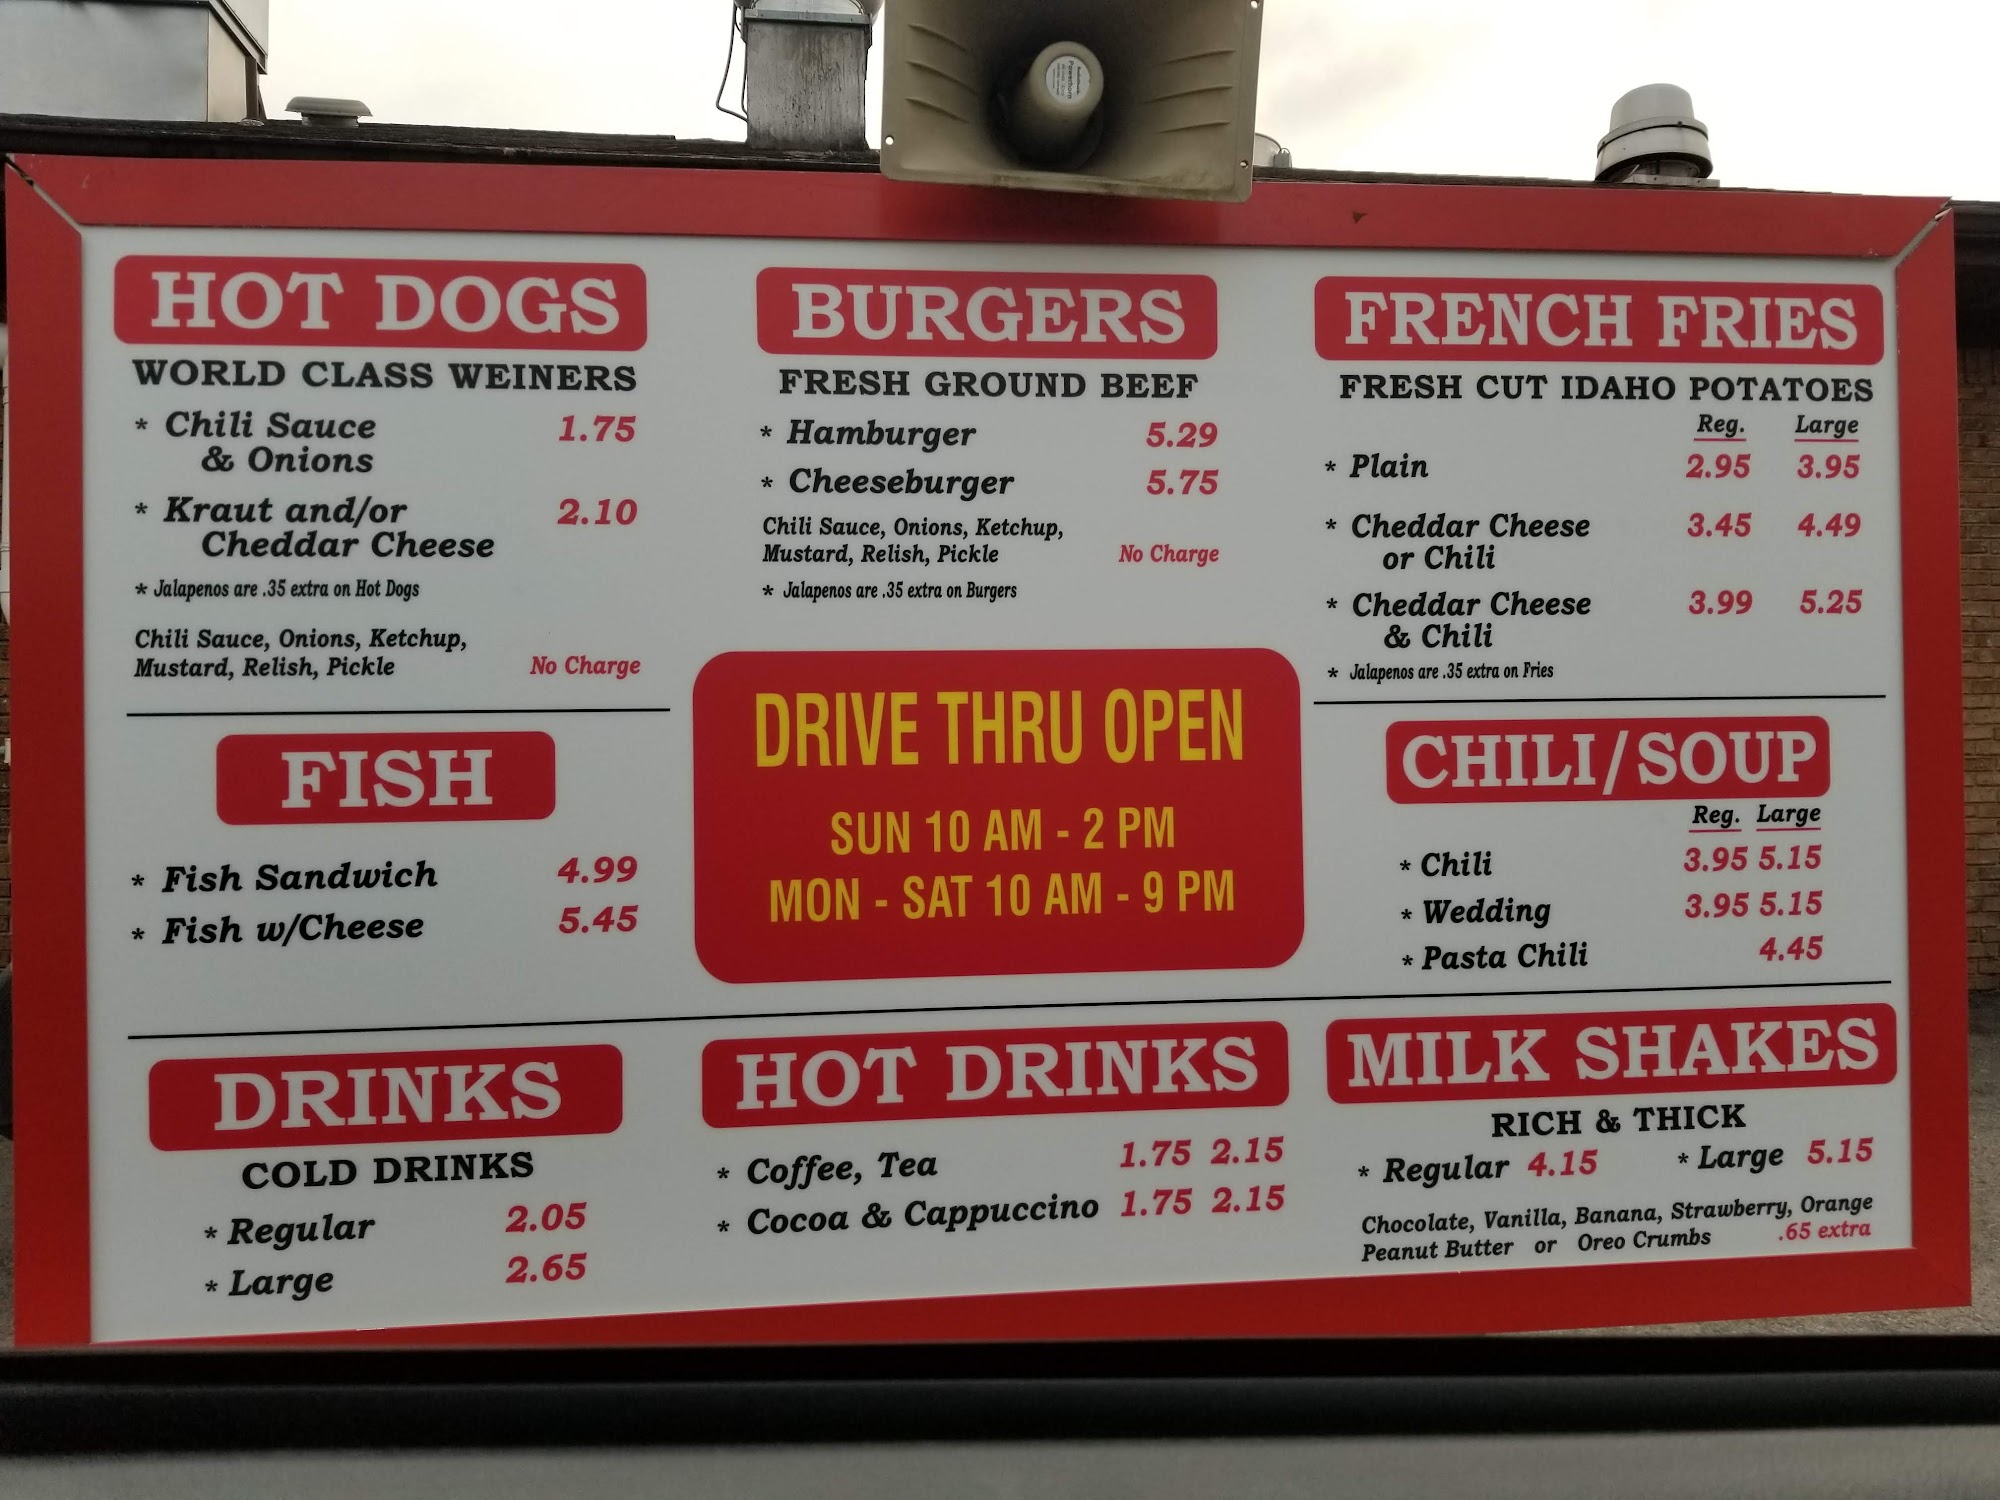 HOT DOGS
WORLD CLASS WEINERS
* Chili Sauce 1.75
& Onions
* Kraut and/or 2.10
Cheddar Cheese
* Jalapenos are .35 extra on Hot Dogs
Chili Sauce, Onions, Ketchup,
Mustard, Relish, Pickle No Charge
BURGERS
FRESH GROUND BEEF
* Hamburger 5.29
* Cheeseburger 5.75
Chili Sauce, Onions, Ketchup,
Mustard, Relish, Pickle No Charge
* Jalapenos are .35 extra on Burgers
FRENCH FRIES
FRESH CUT IDAHO POTATOES
Reg. Large
* Plain 2.95 3.95
* Cheddar Cheese 3.45 4.49
or Chili
* Cheddar Cheese 3.99 5.25
& Chili
* Jalapenos are .35 extra on Fries
FISH
* Fish Sandwich 4.99
* Fish w/Cheese 5.45
DRIVE THRU OPEN
SUN 10 AM - 2 PM
MON - SAT 10 AM - 9 PM
CHILI/SOUP
Reg. Large
* Chili 3.95 5.15
* Wedding 3.95 5.15
* Pasta Chili 4.45
DRINKS
COLD DRINKS
* Regular 2.05
* Large 2.65
HOT DRINKS
* Coffee, Tea 1.75 2.15
* Cocoa & Cappuccino 1.75 2.15
MILK SHAKES
RICH & THICK
* Regular 4.15 * Large 5.15
Chocolate, Vanilla, Banana, Strawberry, Orange
Peanut Butter or Oreo Crumbs .65 extra
Powerhorn